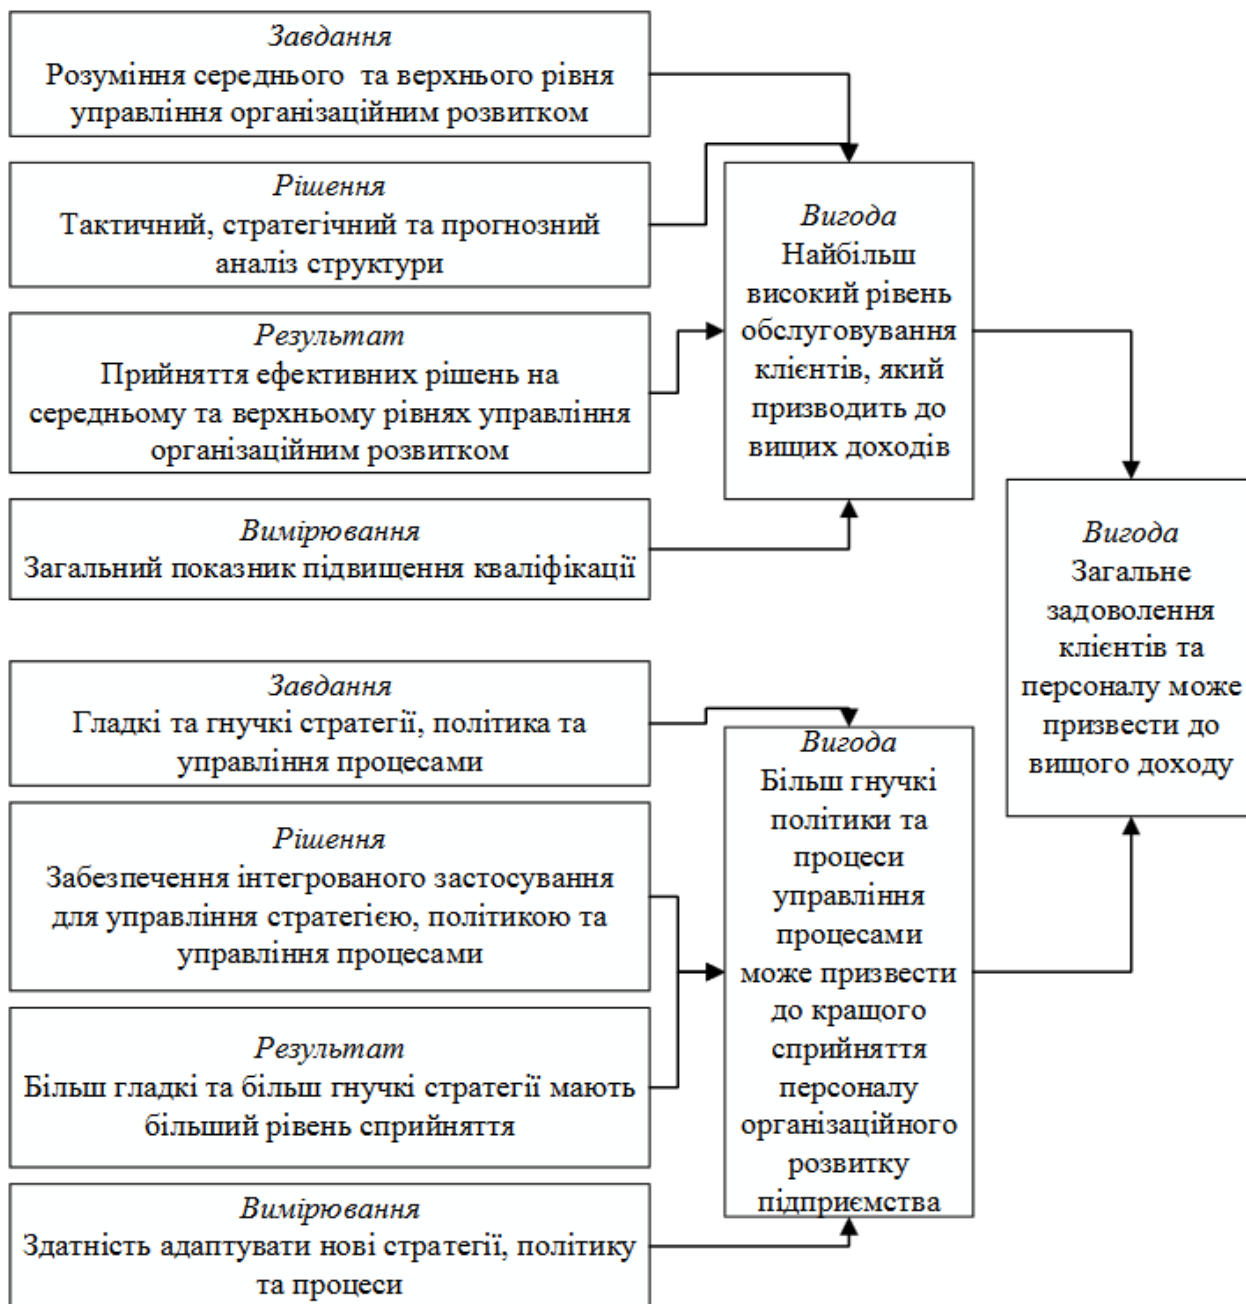 Завдання
Розуміння середнього та верхнього рівня
управління організаційним розвитком
Рішення
Тактичний, стратегічний та прогнозний
аналіз структури
Результат
Прийняття ефективних рішень на
середньому та верхньому рівнях управління
організаційним розвитком
Вимірювання
Загальний показник підвищення кваліфікації
Вигода
Найбільш
високий рівень
обслуговування
клієнтів, який
призводить до
вищих доходів
Завдання
Гладкі та гнучкі стратегії, політика та
управління процесами
Рішення
Забезпечення інтегрованого застосування
для управління стратегією, політикою та
управління процесами
Результат
Більш гладкі та більш гнучкі стратегії мають
більший рівень сприйняття
Вимірювання
Здатність адаптувати нові стратегії, політику
та процеси
Вигода
Більш гнучкі
політики та
процеси
управління
процесами
може призвести
до кращого
сприйняття
персоналу
організаційного
розвитку
підприємства
Вигода
Загальне
задоволення
клієнтів та
персоналу може
призвести до
вищого доходу